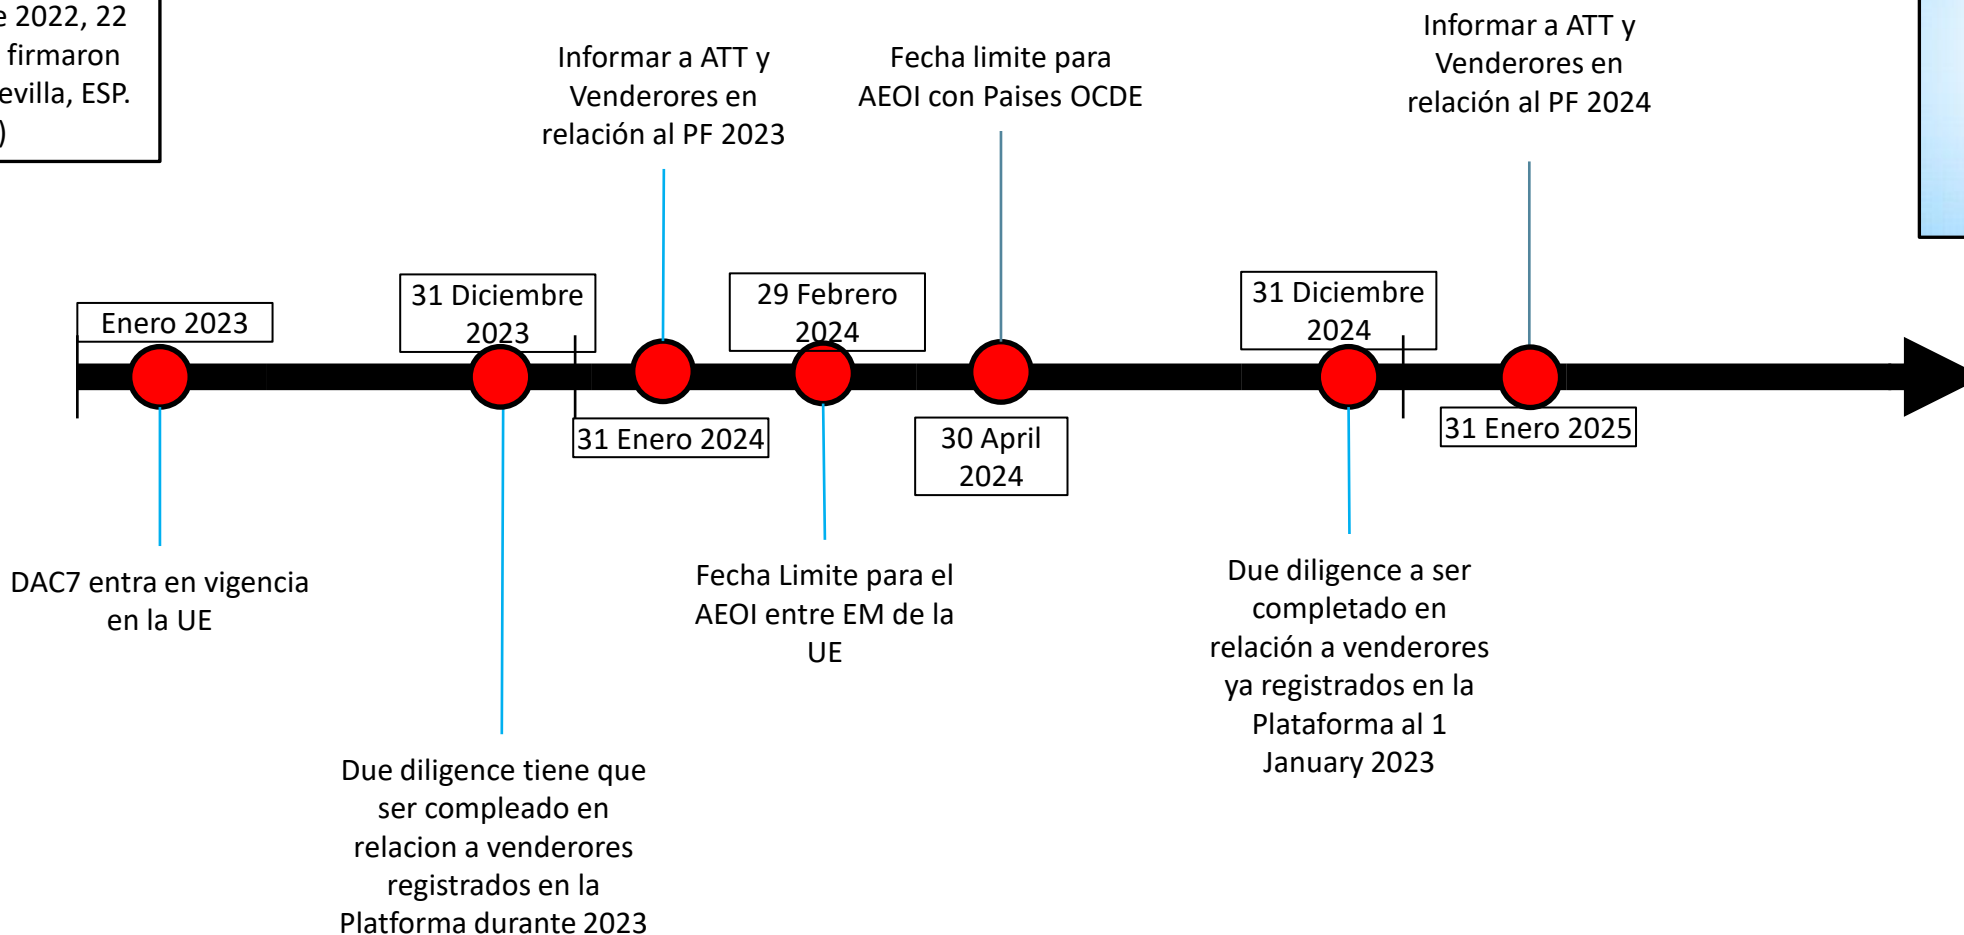 e 2022, 22
firmaron
evilla, ESP.
)
Informar a ATT y
Venderores en
relación al PF 2023
Fecha limite para
AEOI con Paises OCDE
Informar a ATT y
Venderores en
relación al PF 2024
Enero 2023
31 Diciembre
2023
29 Febrero
2024
31 Diciembre
2024
31 Enero 2024
30 April
2024
31 Enero 2025
DAC7 entra en vigencia
en la UE
Due diligence tiene que
ser compleado en
relacion a venderores
registrados en la
Platforma durante 2023
Fecha Limite para el
AEOI entre EM de la
UE
Due diligence a ser
completado en
relación a venderores
ya registrados en la
Plataforma al 1
January 2023